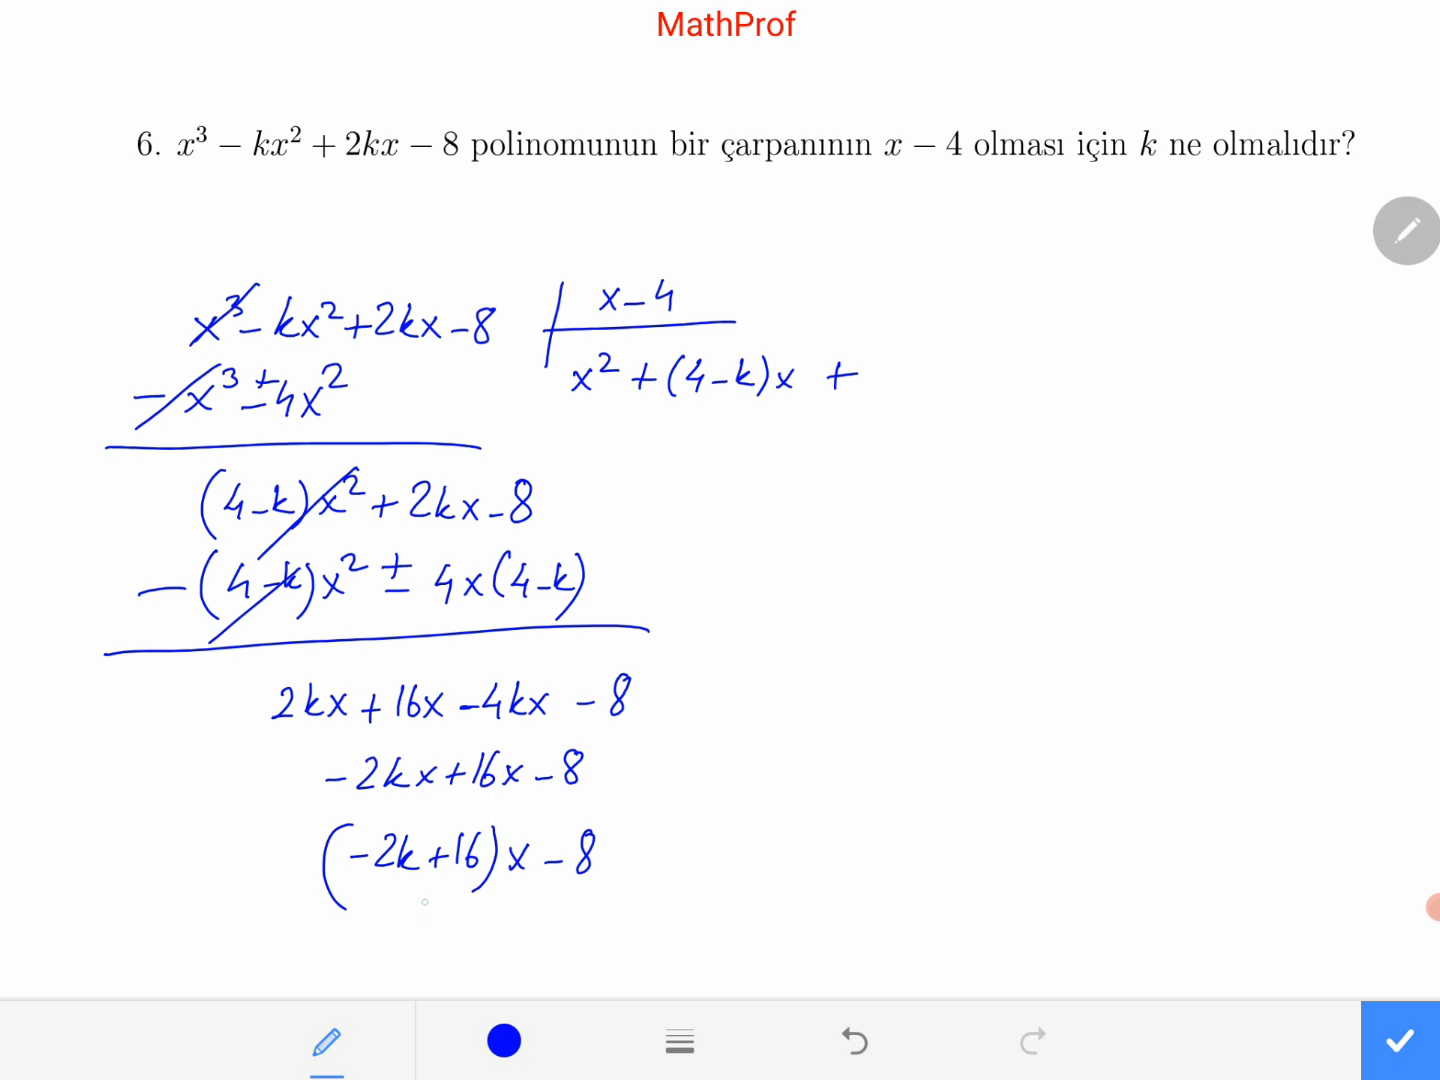 MathProf
6. x³ − kx² + 2kx − 8 polinomunun bir çarpanının x − 4 olması için k ne olmalıdır?
x³ − kx² + 2kx − 8 | x − 4
− x³ ± 4x² x² + (4 − k)x +
(4 − k)x² + 2kx − 8
− (4 − k)x² ± 4x(4 − k)
2kx + 16x − 4kx − 8
− 2kx + 16x − 8
(−2k + 16)x − 8